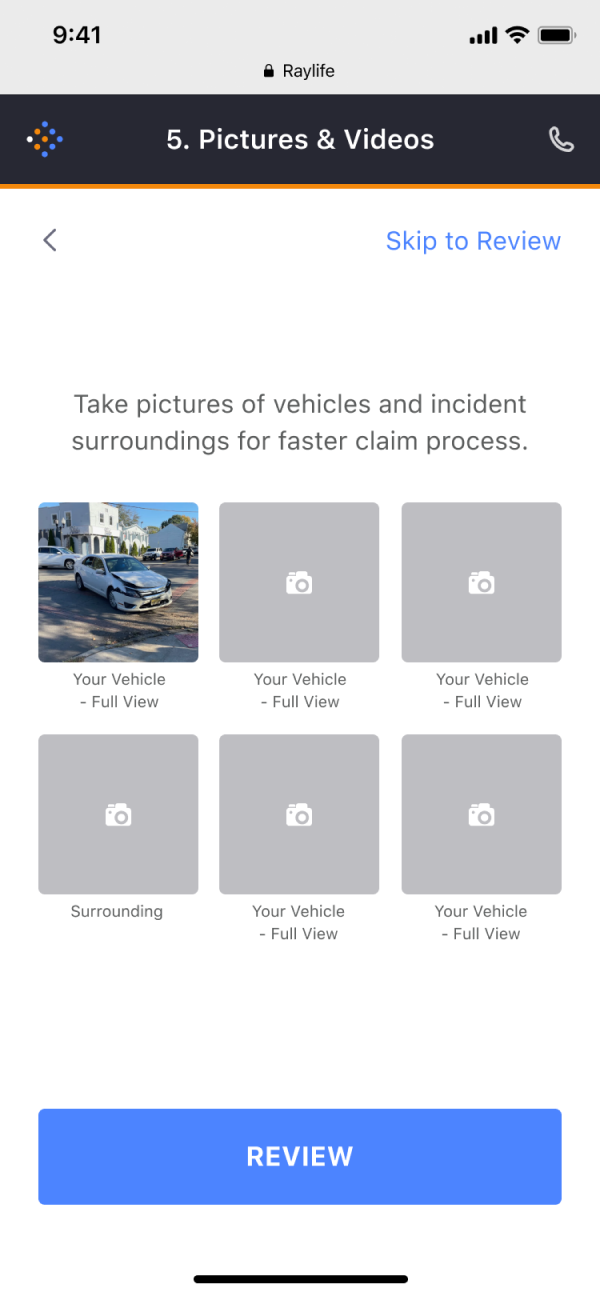 9:41
Raylife
5. Pictures & Videos
Skip to Review
Take pictures of vehicles and incident
surroundings for faster claim process.
Your Vehicle
- Full View
Your Vehicle
- Full View
Your Vehicle
- Full View
Surrounding
Your Vehicle
- Full View
Your Vehicle
- Full View
REVIEW